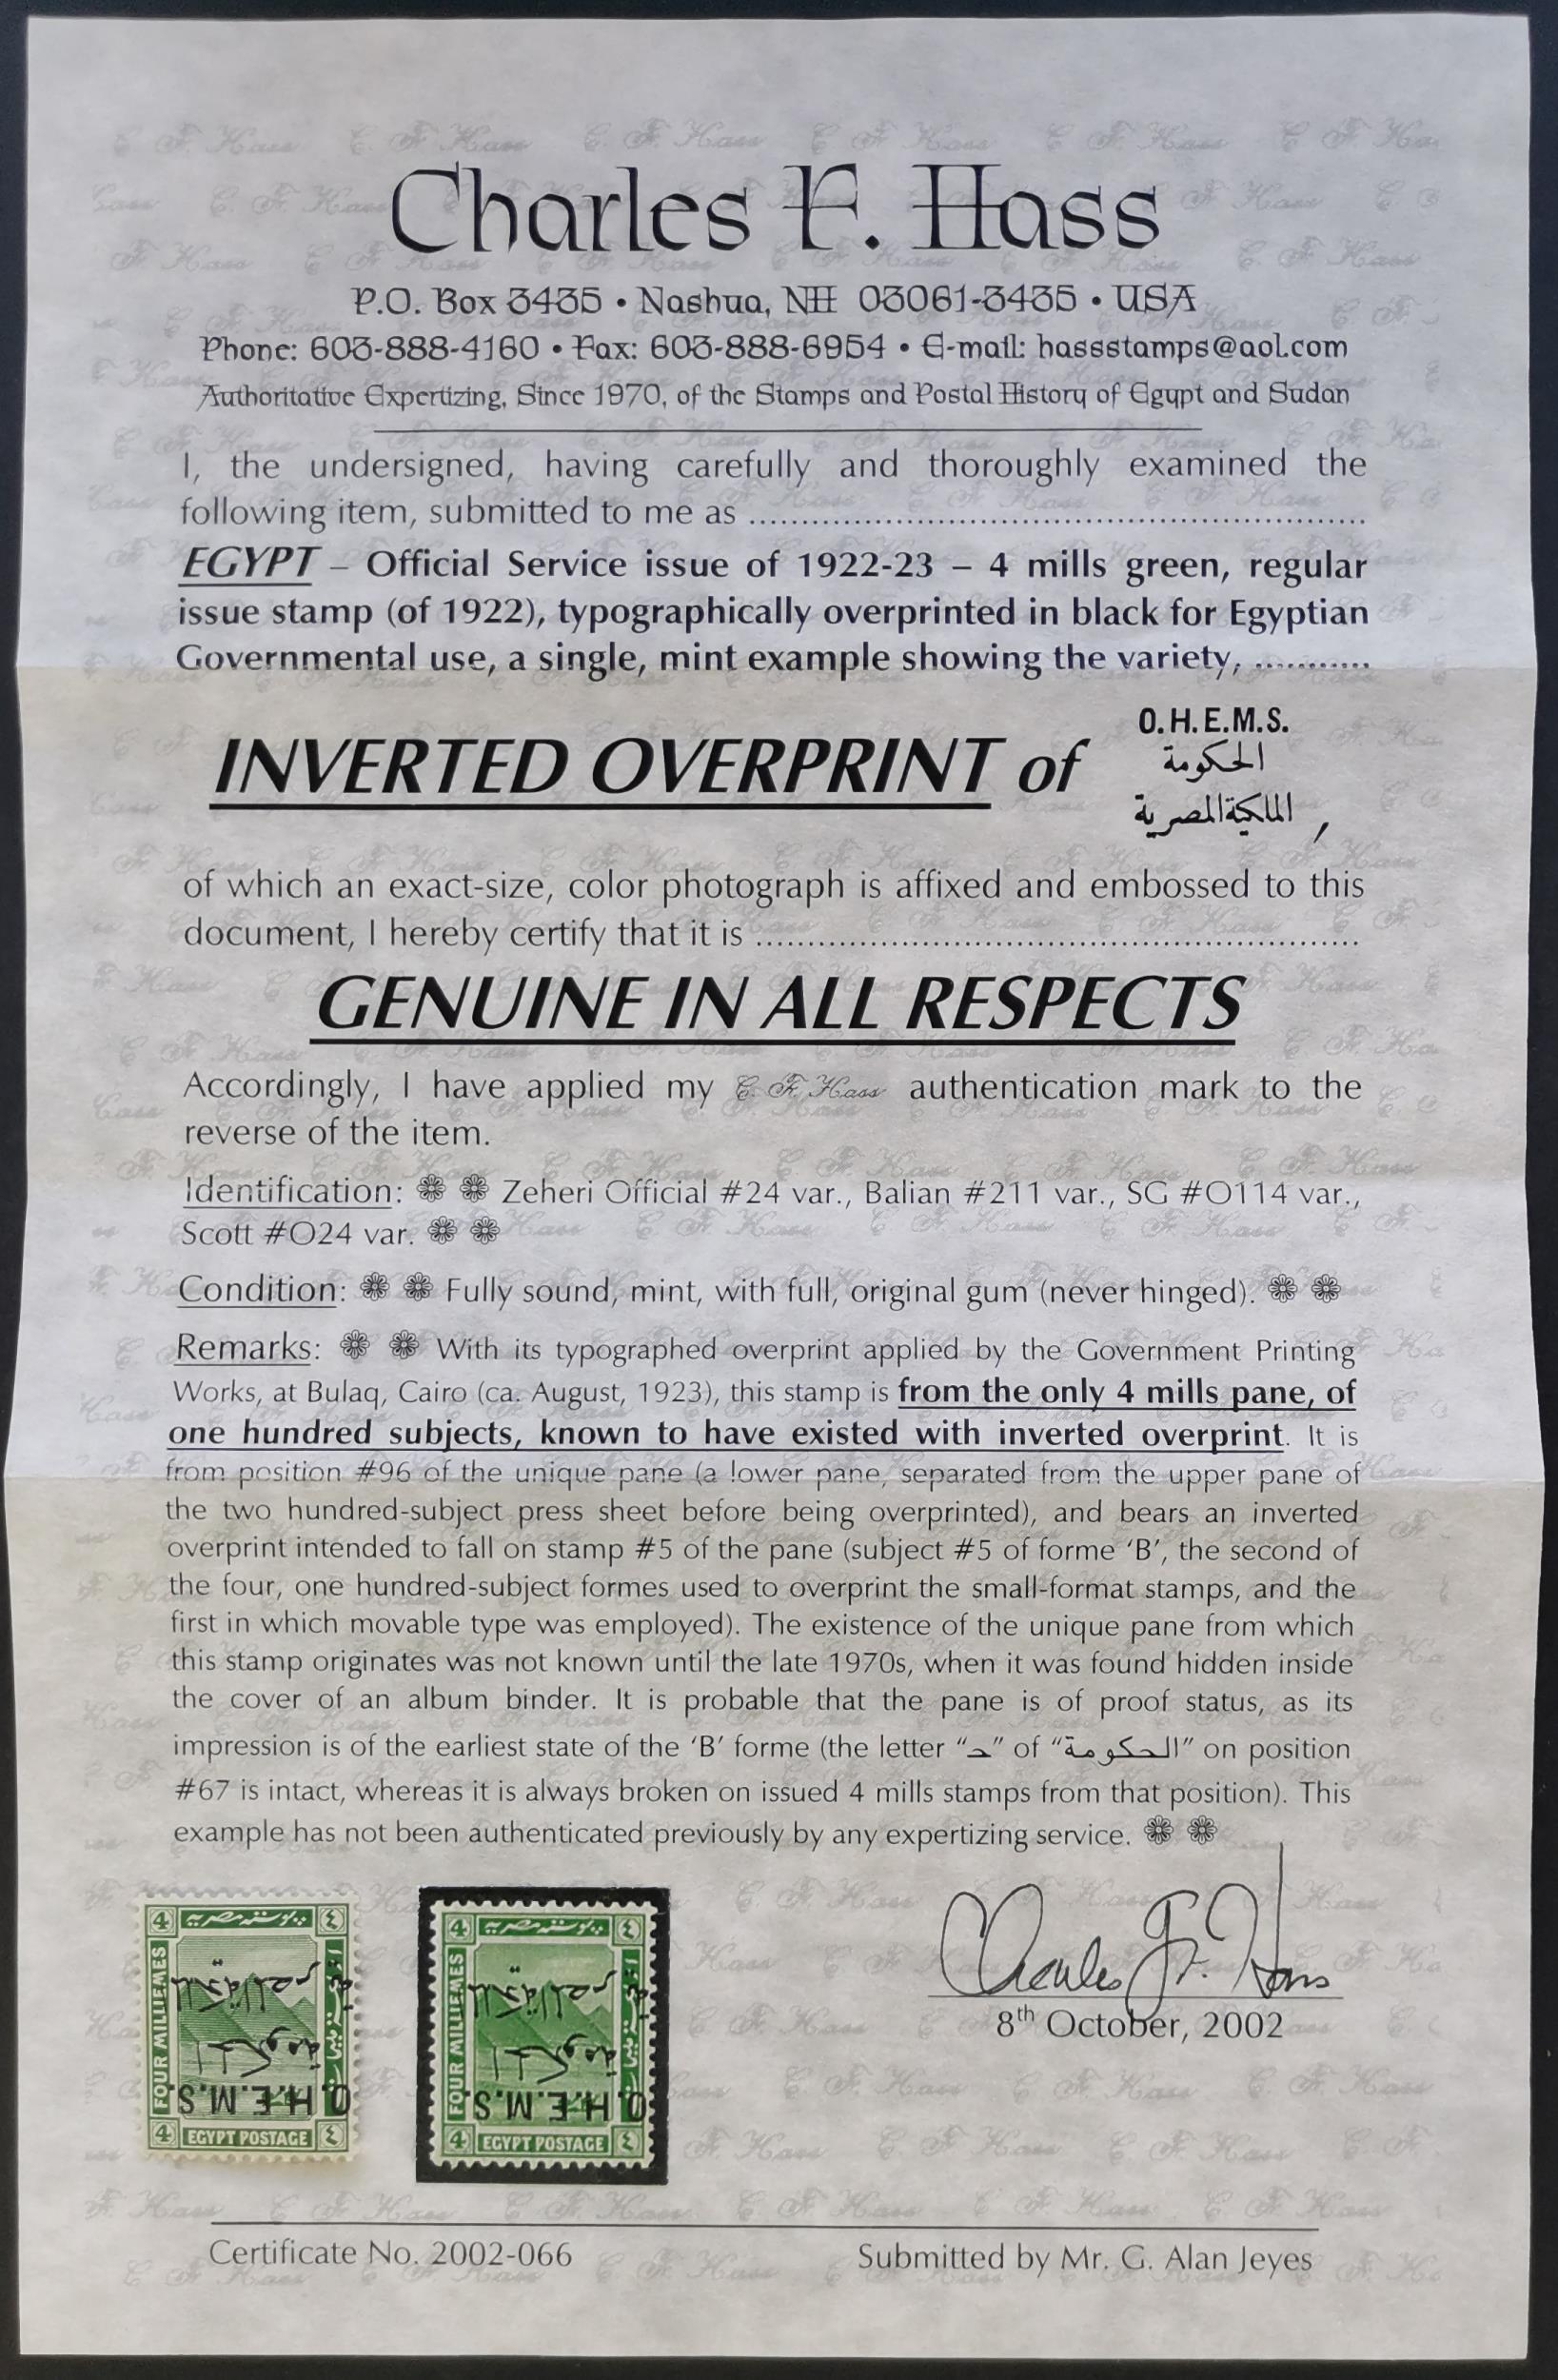 Charles F. Hass
P.O. Box 3435 • Nashua, NH 03061-3435 • USA
Phone: 603-888-4160 • Fax: 603-888-6954 • E-mail: hassstamps@aol.com
Authoritative Expertizing, Since 1970, of the Stamps and Postal History of Egypt and Sudan
I, the undersigned, having carefully and thoroughly examined the
following item, submitted to me as ............................................................
EGYPT – Official Service issue of 1922-23 – 4 mills green, regular
issue stamp (of 1922), typographically overprinted in black for Egyptian
Governmental use, a single, mint example showing the variety, ...........
INVERTED OVERPRINT of
O.H.E.M.S.
الحكومة
الملكية المصرية ,
of which an exact-size, color photograph is affixed and embossed to this
document, I hereby certify that it is ............................................................
GENUINE IN ALL RESPECTS
Accordingly, I have applied my C. F. Hass authentication mark to the
reverse of the item.
Identification: ❁ ❁ Zeheri Official #24 var., Balian #211 var., SG #O114 var.,
Scott #O24 var. ❁ ❁
Condition: ❁ ❁ Fully sound, mint, with full, original gum (never hinged). ❁ ❁
Remarks: ❁ ❁ With its typographed overprint applied by the Government Printing
Works, at Bulaq, Cairo (ca. August, 1923), this stamp is from the only 4 mills pane, of
one hundred subjects, known to have existed with inverted overprint. It is
from position #96 of the unique pane (a lower pane, separated from the upper pane of
the two hundred-subject press sheet before being overprinted), and bears an inverted
overprint intended to fall on stamp #5 of the pane (subject #5 of forme ‘B’, the second of
the four, one hundred-subject formes used to overprint the small-format stamps, and the
first in which movable type was employed). The existence of the unique pane from which
this stamp originates was not known until the late 1970s, when it was found hidden inside
the cover of an album binder. It is probable that the pane is of proof status, as its
impression is of the earliest state of the ‘B’ forme (the letter “حـ” of “الحكومة” on position
#67 is intact, whereas it is always broken on issued 4 mills stamps from that position). This
example has not been authenticated previously by any expertizing service. ❁ ❁
4 بوستة مصرية ٤
FOUR MILLIEMES
O.H.E.M.S.
الحكومة
4 EGYPT POSTAGE ٤
4 بوستة مصرية ٤
FOUR MILLIEMES
O.H.E.M.S.
الحكومة
4 EGYPT POSTAGE ٤
Charles F. Hass
8th October, 2002
Certificate No. 2002-066
Submitted by Mr. G. Alan Jeyes